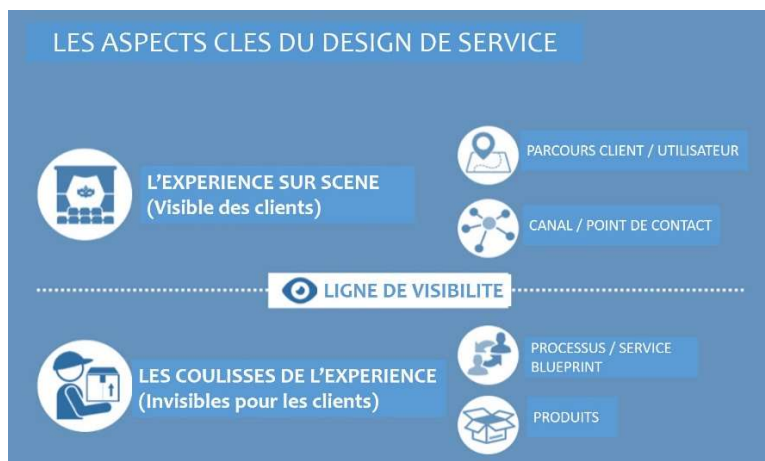 LES ASPECTS CLES DU DESIGN DE SERVICE
L’EXPERIENCE SUR SCENE
(Visible des clients)
PARCOURS CLIENT / UTILISATEUR
CANAL / POINT DE CONTACT
LIGNE DE VISIBILITE
LES COULISSES DE L’EXPERIENCE
(Invisibles pour les clients)
PROCESSUS / SERVICE
BLUEPRINT
PRODUITS